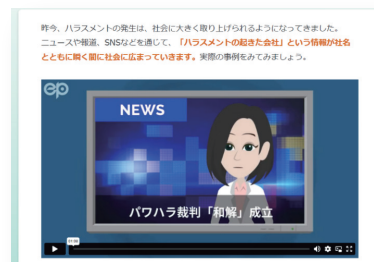 昨今、ハラスメントの発生は、社会に大きく取り上げられるようになってきました。
ニュースや報道、SNSなどを通じて、「ハラスメントの起きた会社」という情報が社名
とともに瞬く間に社会に広まっていきます。実際の事例をみてみましょう。
ep
NEWS
パワハラ裁判「和解」成立